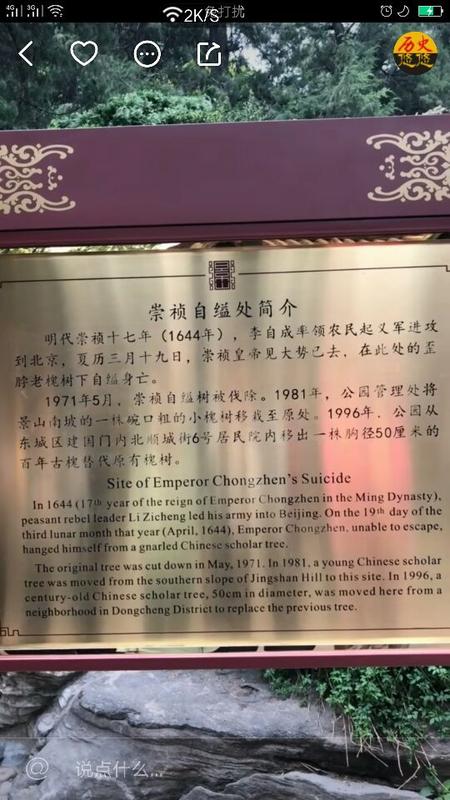 4G 3G 2K/S
历史
悠悠
崇祯自缢处简介
明代崇祯十七年（1644年），李自成率领农民起义军进攻
到北京，夏历三月十九日，崇祯皇帝见大势已去，在此处的歪
脖老槐树下自缢身亡。
1971年5月，崇祯自缢树被伐除。1981年，公园管理处将
景山南坡的一株碗口粗的小槐树移栽至原处。1996年，公园从
东城区建国门内北顺城街6号居民院内移出一株胸径50厘米的
百年古槐替代原有槐树。
Site of Emperor Chongzhen's Suicide
In 1644 (17th year of the reign of Emperor Chongzhen in the Ming Dynasty),
peasant rebel leader Li Zicheng led his army into Beijing. On the 19th day of the
third lunar month that year (April, 1644), Emperor Chongzhen, unable to escape,
hanged himself from a gnarled Chinese scholar tree.
The original tree was cut down in May, 1971. In 1981, a young Chinese scholar
tree was moved from the southern slope of Jingshan Hill to this site. In 1996, a
century-old Chinese scholar tree, 50cm in diameter, was moved here from a
neighborhood in Dongcheng District to replace the previous tree.
@ 说点什么...